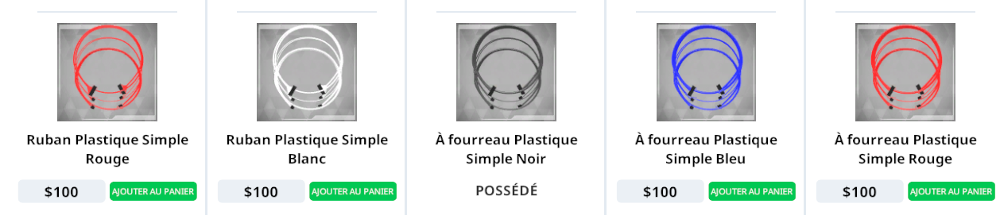 Ruban Plastique Simple
Rouge
$100
AJOUTER AU PANIER
Ruban Plastique Simple
Blanc
$100
AJOUTER AU PANIER
À fourreau Plastique
Simple Noir
POSSÉDÉ
À fourreau Plastique
Simple Bleu
$100
AJOUTER AU PANIER
À fourreau Plastique
Simple Rouge
$100
AJOUTER AU PANIER